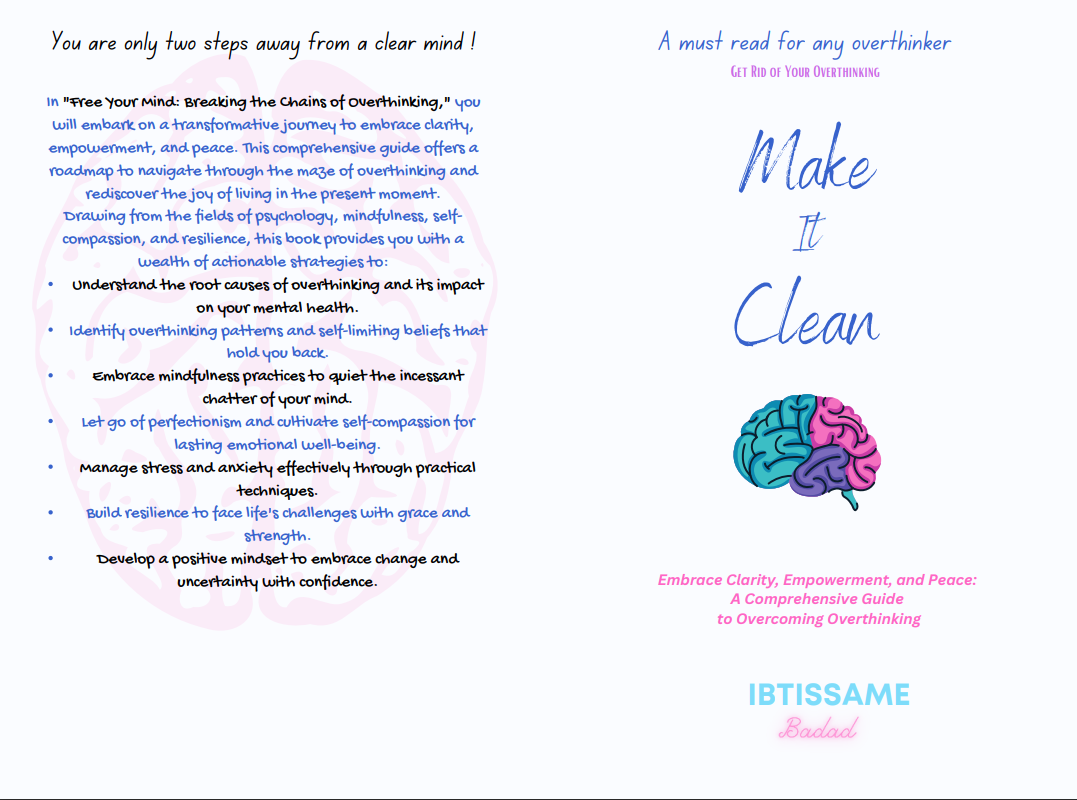 You are only two steps away from a clear mind !
In "Free Your Mind: Breaking the Chains of Overthinking," you
will embark on a transformative journey to embrace clarity,
empowerment, and peace. This comprehensive guide offers a
roadmap to navigate through the maze of overthinking and
rediscover the joy of living in the present moment.
Drawing from the fields of psychology, mindfulness, self-
compassion, and resilience, this book provides you with a
wealth of actionable strategies to:
• Understand the root causes of overthinking and its impact
on your mental health.
• Identify overthinking patterns and self-limiting beliefs that
hold you back.
• Embrace mindfulness practices to quiet the incessant
chatter of your mind.
• Let go of perfectionism and cultivate self-compassion for
lasting emotional well-being.
• Manage stress and anxiety effectively through practical
techniques.
• Build resilience to face life's challenges with grace and
strength.
• Develop a positive mindset to embrace change and
uncertainty with confidence.
A must read for any overthinker
Get Rid of Your Overthinking
Make
It
Clean
Embrace Clarity, Empowerment, and Peace:
A Comprehensive Guide
to Overcoming Overthinking
IBTISSAME
Badad